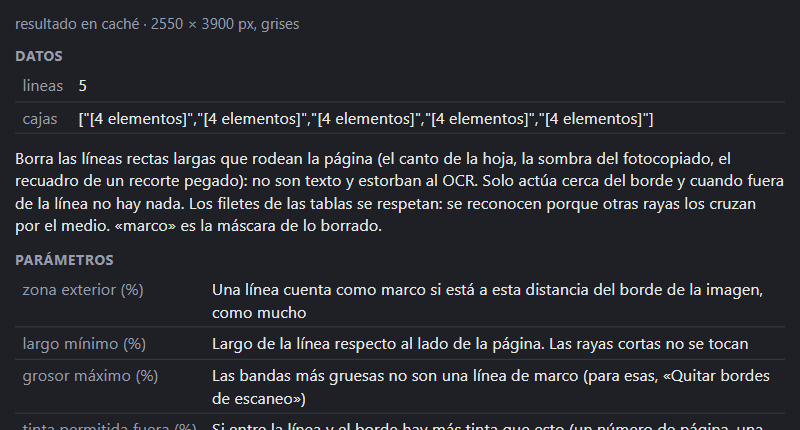 resultado en caché · 2550 × 3900 px, grises
DATOS
lineas 5
cajas ["[4 elementos]","[4 elementos]","[4 elementos]","[4 elementos]","[4 elementos]"]
Borra las líneas rectas largas que rodean la página (el canto de la hoja, la sombra del fotocopiado, el
recuadro de un recorte pegado): no son texto y estorban al OCR. Solo actúa cerca del borde y cuando fuera
de la línea no hay nada. Los filetes de las tablas se respetan: se reconocen porque otras rayas los cruzan
por el medio. «marco» es la máscara de lo borrado.
PARÁMETROS
zona exterior (%) Una línea cuenta como marco si está a esta distancia del borde de la imagen,
como mucho
largo mínimo (%) Largo de la línea respecto al lado de la página. Las rayas cortas no se tocan
grosor máximo (%) Las bandas más gruesas no son una línea de marco (para esas, «Quitar bordes
de escaneo»)
tinta permitida fuera (%) Si entre la línea y el borde hay más tinta que esto (un número de página, una